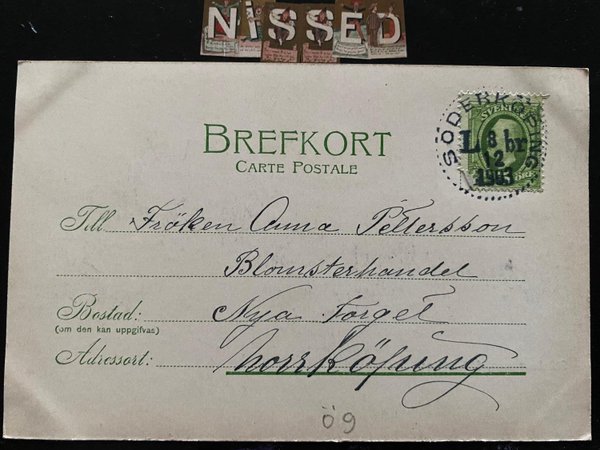 NiSSED
BREFKORT
CARTE POSTALE
SVERIGE
SÖDERKÖPING
L 8 br
12
1903
Till Fröken Anna Pettersson
Blomsterhandel
Bostad: Nya Torget
(om den kan uppgifvas)
Adressort: Norrköping
ö9